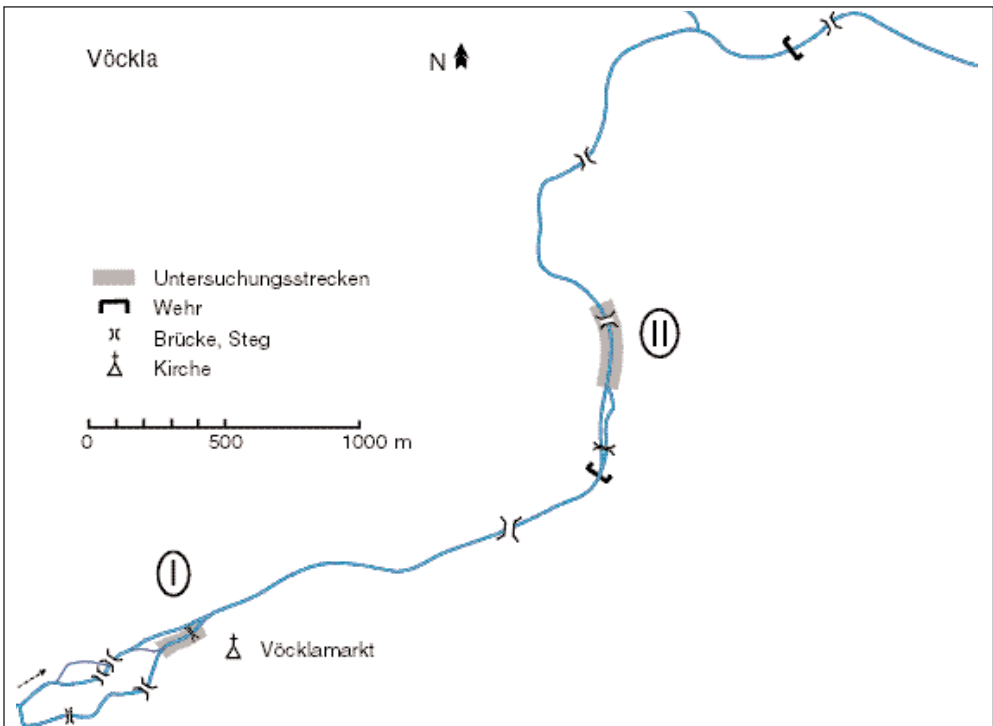 Vöckla
N
Untersuchungsstrecken
Wehr
Brücke, Steg
Kirche
0 500 1000 m
II
I
Vöcklamarkt